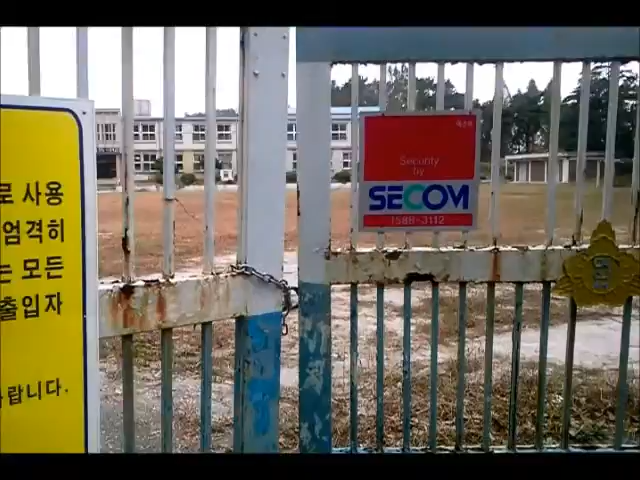 로 사용
엄격히
는 모든
출입자
랍니다.
Security
by
SECOM
1588-3112